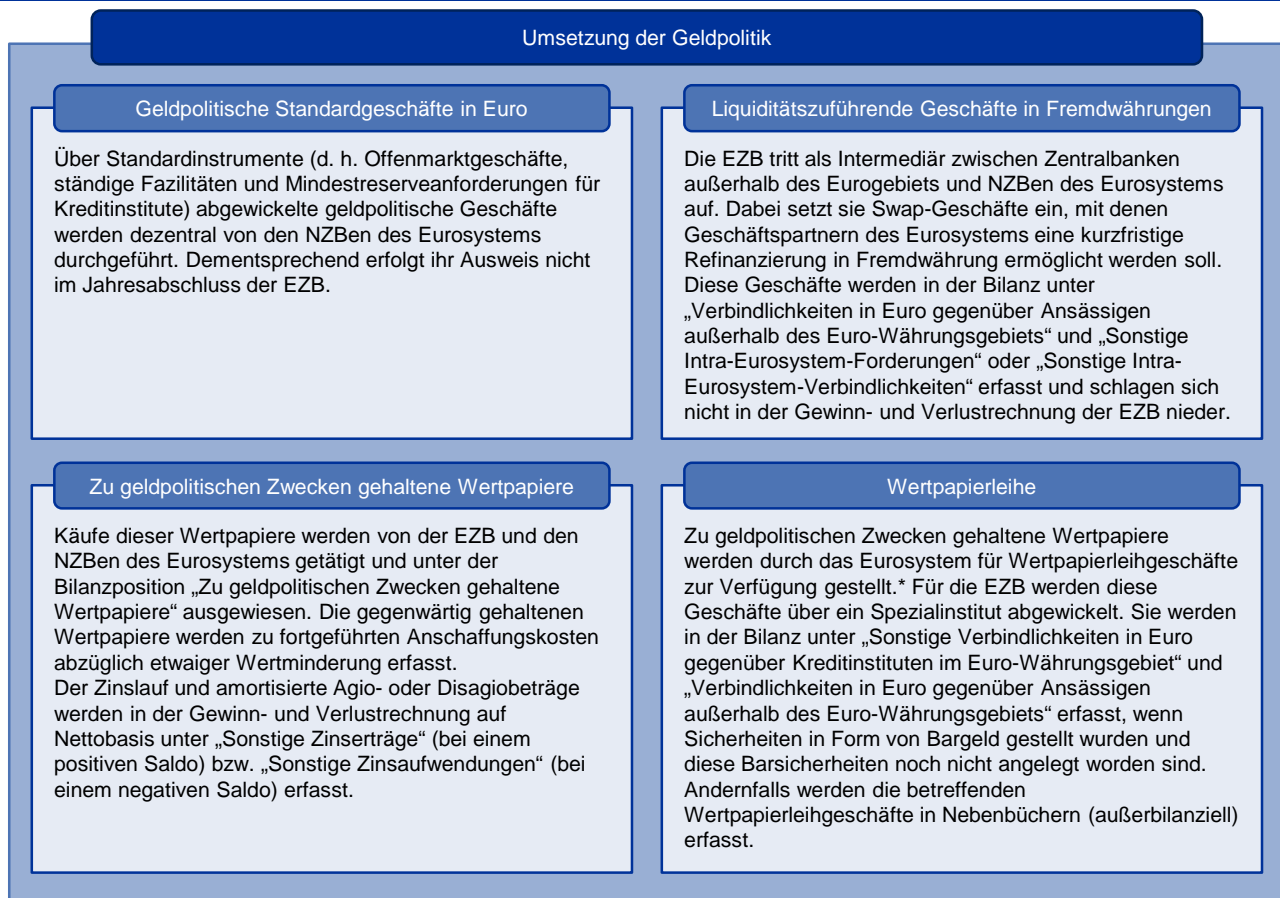 Umsetzung der Geldpolitik
Geldpolitische Standardgeschäfte in Euro
Über Standardinstrumente (d. h. Offenmarktgeschäfte,
ständige Fazilitäten und Mindestreserveanforderungen für
Kreditinstitute) abgewickelte geldpolitische Geschäfte
werden dezentral von den NZBen des Eurosystems
durchgeführt. Dementsprechend erfolgt ihr Ausweis nicht
im Jahresabschluss der EZB.
Liquiditätszuführende Geschäfte in Fremdwährungen
Die EZB tritt als Intermediär zwischen Zentralbanken
außerhalb des Eurogebiets und NZBen des Eurosystems
auf. Dabei setzt sie Swap-Geschäfte ein, mit denen
Geschäftspartnern des Eurosystems eine kurzfristige
Refinanzierung in Fremdwährung ermöglicht werden soll.
Diese Geschäfte werden in der Bilanz unter
„Verbindlichkeiten in Euro gegenüber Ansässigen
außerhalb des Euro-Währungsgebiets“ und „Sonstige
Intra-Eurosystem-Forderungen“ oder „Sonstige Intra-
Eurosystem-Verbindlichkeiten“ erfasst und schlagen sich
nicht in der Gewinn- und Verlustrechnung der EZB nieder.
Zu geldpolitischen Zwecken gehaltene Wertpapiere
Käufe dieser Wertpapiere werden von der EZB und den
NZBen des Eurosystems getätigt und unter der
Bilanzposition „Zu geldpolitischen Zwecken gehaltene
Wertpapiere“ ausgewiesen. Die gegenwärtig gehaltenen
Wertpapiere werden zu fortgeführten Anschaffungskosten
abzüglich etwaiger Wertminderung erfasst.
Der Zinslauf und amortisierte Agio- oder Disagiobeträge
werden in der Gewinn- und Verlustrechnung auf
Nettobasis unter „Sonstige Zinserträge“ (bei einem
positiven Saldo) bzw. „Sonstige Zinsaufwendungen“ (bei
einem negativen Saldo) erfasst.
Wertpapierleihe
Zu geldpolitischen Zwecken gehaltene Wertpapiere
werden durch das Eurosystem für Wertpapierleihgeschäfte
zur Verfügung gestellt.* Für die EZB werden diese
Geschäfte über ein Spezialinstitut abgewickelt. Sie werden
in der Bilanz unter „Sonstige Verbindlichkeiten in Euro
gegenüber Kreditinstituten im Euro-Währungsgebiet“ und
„Verbindlichkeiten in Euro gegenüber Ansässigen
außerhalb des Euro-Währungsgebiets“ erfasst, wenn
Sicherheiten in Form von Bargeld gestellt wurden und
diese Barsicherheiten noch nicht angelegt worden sind.
Andernfalls werden die betreffenden
Wertpapierleihgeschäfte in Nebenbüchern (außerbilanziell)
erfasst.